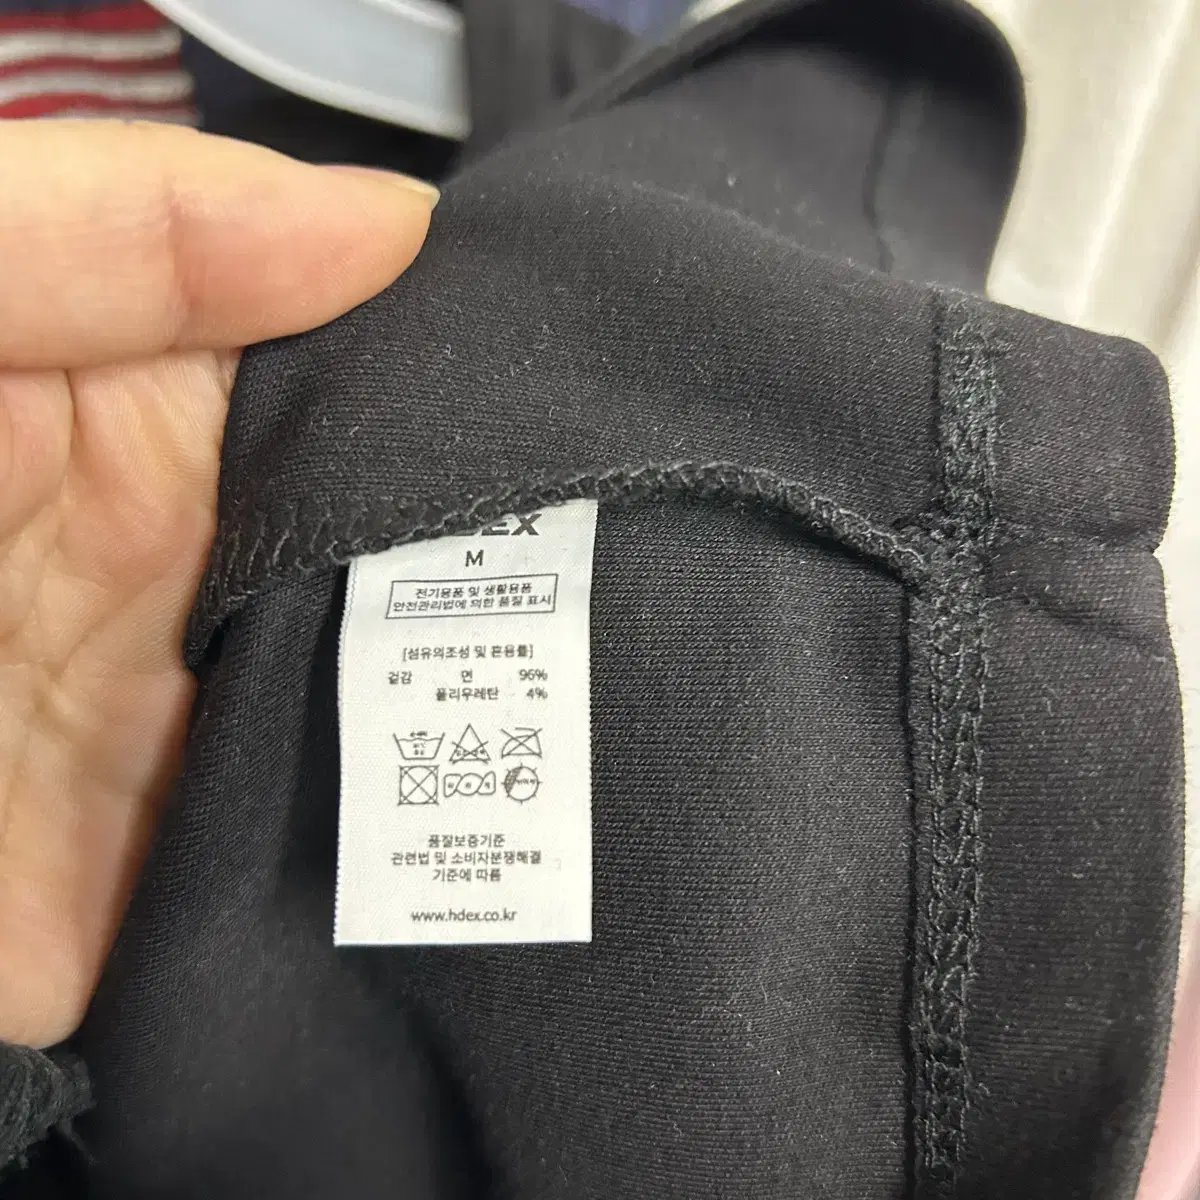 M
전기용품 및 생활용품
안전관리법에 의한 품질 표시
[섬유의조성 및 혼용률]
겉감 면 96%
폴리우레탄 4%
품질보증기준
관련법 및 소비자분쟁해결
기준에 따름
www.hdex.co.kr